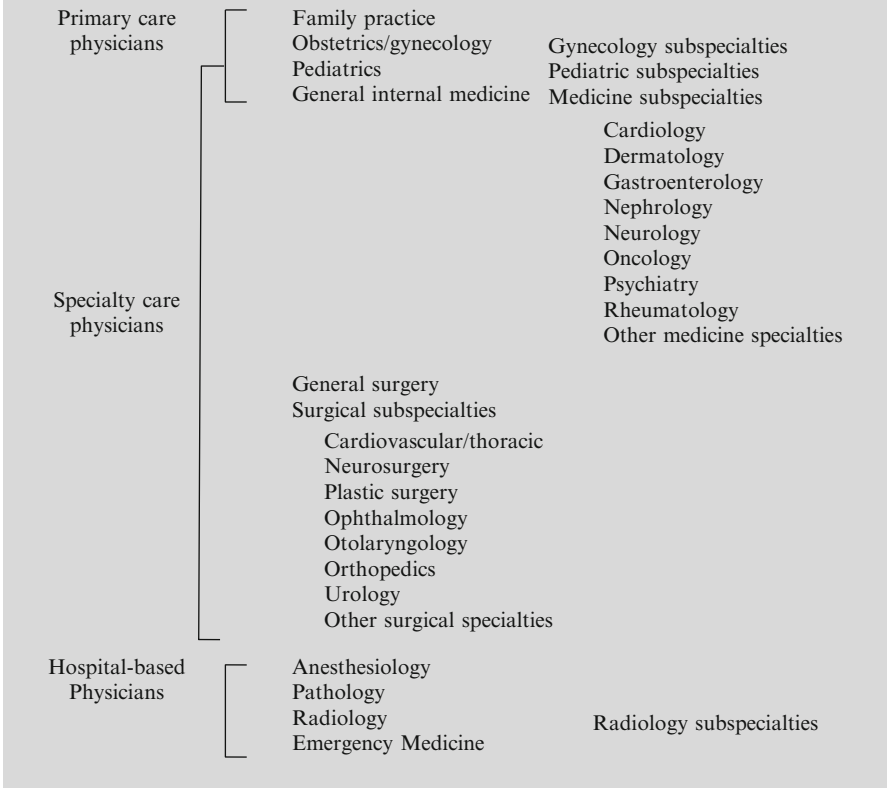 Primary care
physicians
Family practice
Obstetrics/gynecology
Pediatrics
General internal medicine
Gynecology subspecialties
Pediatric subspecialties
Medicine subspecialties
Cardiology
Dermatology
Gastroenterology
Nephrology
Neurology
Oncology
Psychiatry
Rheumatology
Other medicine specialties
Specialty care
physicians
General surgery
Surgical subspecialties
Cardiovascular/thoracic
Neurosurgery
Plastic surgery
Ophthalmology
Otolaryngology
Orthopedics
Urology
Other surgical specialties
Hospital-based
Physicians
Anesthesiology
Pathology
Radiology
Emergency Medicine
Radiology subspecialties